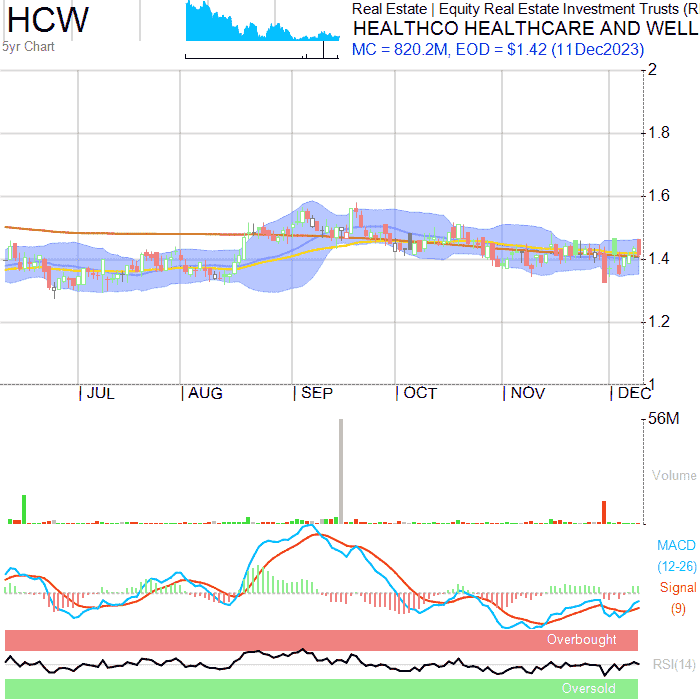 HCW
5yr Chart
Real Estate | Equity Real Estate Investment Trusts (R
HEALTHCO HEALTHCARE AND WELL
MC = 820.2M, EOD = $1.42 (11Dec2023)
2
1.8
1.6
1.4
1.2
1
| JUL
| AUG
| SEP
| OCT
| NOV
| DEC
56M
Volume
MACD
(12-26)
Signal
(9)
Overbought
RSI(14)
Oversold